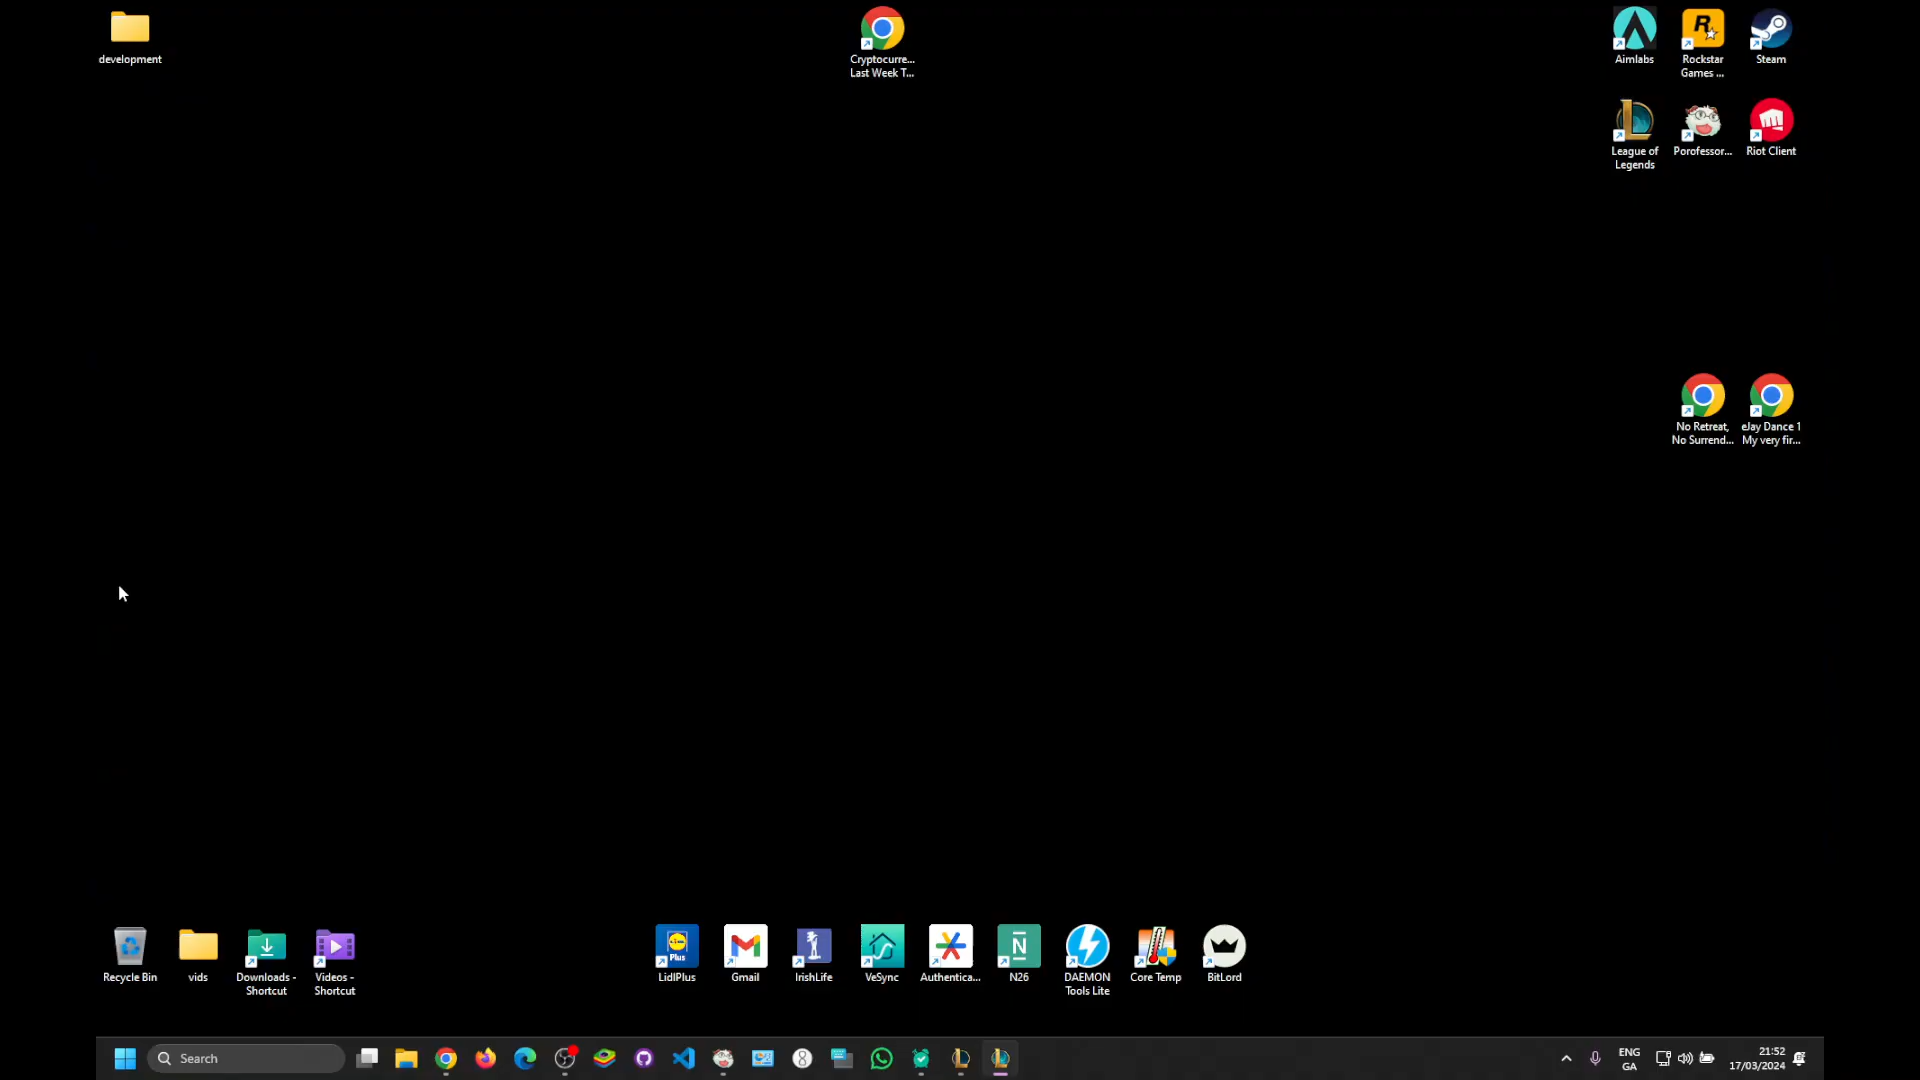 development
Cryptocurre...
Last Week T...
Aimlabs
Rockstar
Games ...
Steam
League of
Legends
Porofessor...
Riot Client
No Retreat,
No Surrend...
eJay Dance 1
My very fir...
Recycle Bin
vids
Downloads -
Shortcut
Videos -
Shortcut
Plus
LidlPlus
Gmail
IrishLife
VeSync
Authentica...
N
N26
DAEMON
Tools Lite
Core Temp
BitLord
Search
ENG
GA
21:52
17/03/2024